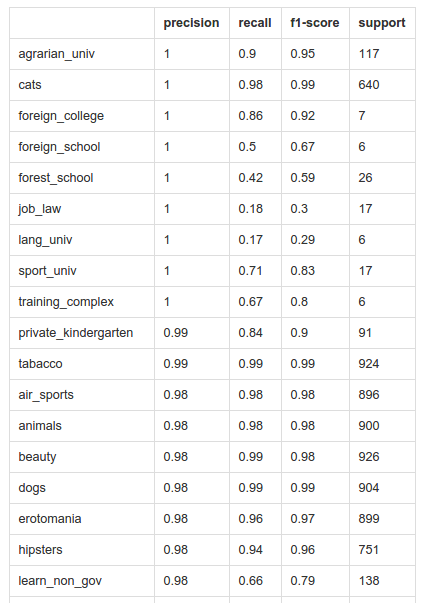 precision recall f1-score support
agrarian_univ 1 0.9 0.95 117
cats 1 0.98 0.99 640
foreign_college 1 0.86 0.92 7
foreign_school 1 0.5 0.67 6
forest_school 1 0.42 0.59 26
job_law 1 0.18 0.3 17
lang_univ 1 0.17 0.29 6
sport_univ 1 0.71 0.83 17
training_complex 1 0.67 0.8 6
private_kindergarten 0.99 0.84 0.9 91
tabacco 0.99 0.99 0.99 924
air_sports 0.98 0.98 0.98 896
animals 0.98 0.98 0.98 900
beauty 0.98 0.99 0.98 926
dogs 0.98 0.99 0.99 904
erotomania 0.98 0.96 0.97 899
hipsters 0.98 0.94 0.96 751
learn_non_gov 0.98 0.66 0.79 138